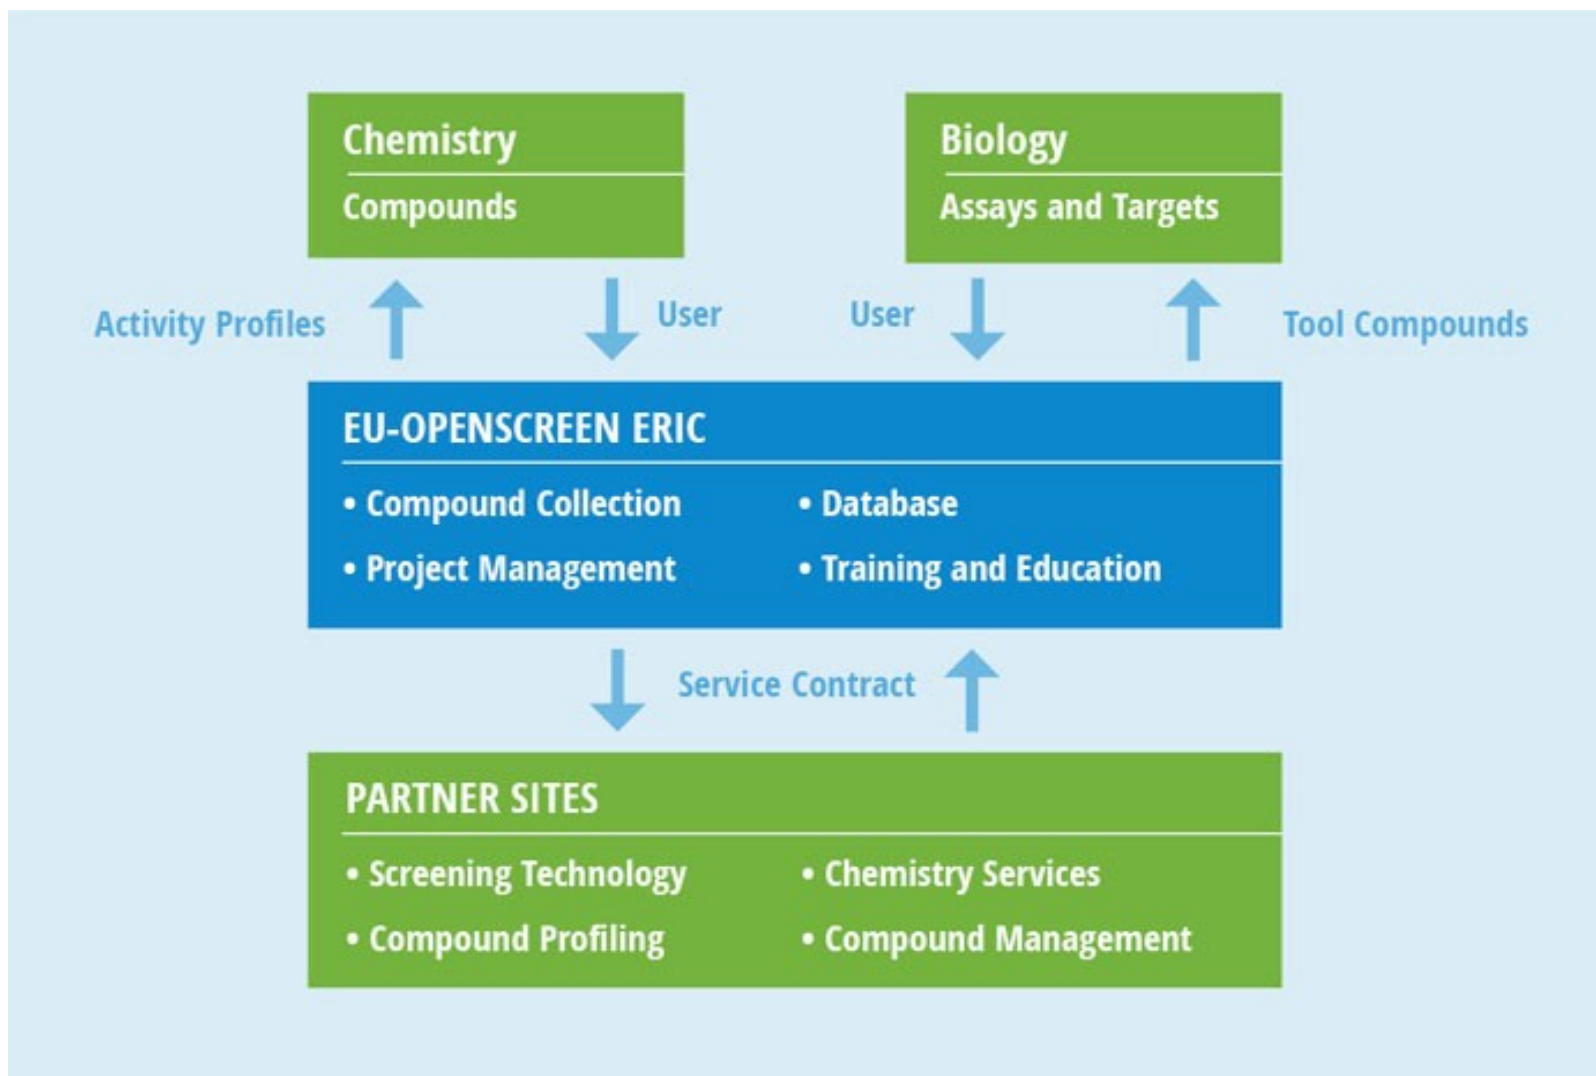 Chemistry
Compounds
Biology
Assays and Targets
Activity Profiles
User
User
Tool Compounds
EU-OPENSCREEN ERIC
• Compound Collection
• Database
• Project Management
• Training and Education
Service Contract
PARTNER SITES
• Screening Technology
• Chemistry Services
• Compound Profiling
• Compound Management